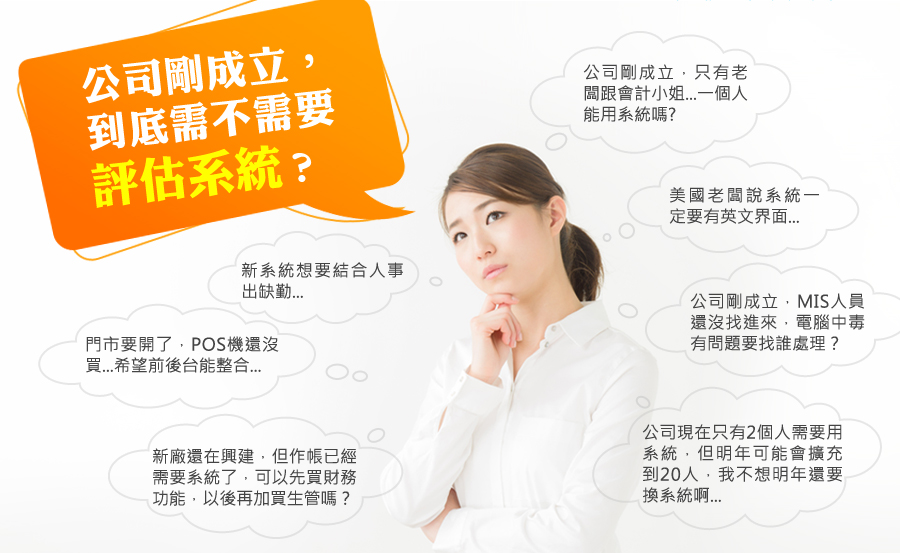 公司剛成立，
到底需不需要
評估系統？
公司剛成立，只有老
闆跟會計小姐...一個人
能用系統嗎?
美國老闆說系統一
定要有英文界面...
新系統想要結合人事
出缺勤...
公司剛成立，MIS人員
還沒找進來，電腦中毒
有問題要找誰處理？
門市要開了，POS機還沒
買...希望前後台能整合...
公司現在只有2個人需要用
系統，但明年可能會擴充
到20人，我不想明年還要
換系統啊...
新廠還在興建，但作帳已經
需要系統了，可以先買財務
功能，以後再加買生管嗎？